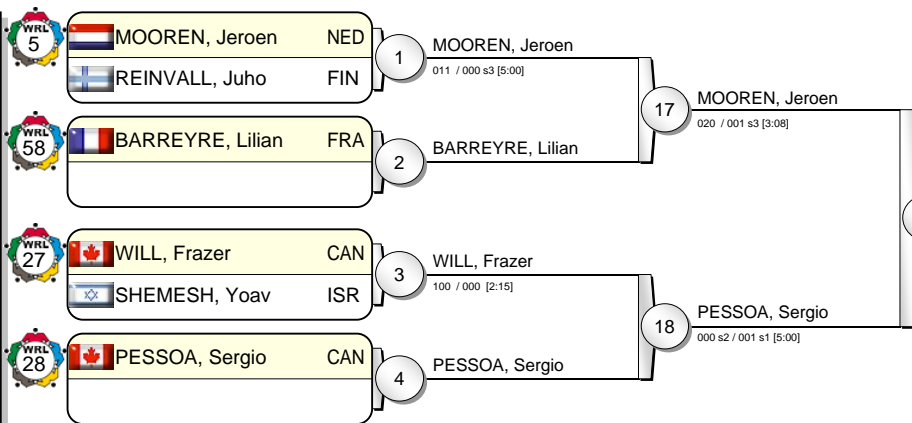 WRL
5
MOOREN, Jeroen NED
REINVALL, Juho FIN
1
MOOREN, Jeroen
011 / 000 s3 [5:00]
WRL
58
BARREYRE, Lilian FRA
2
BARREYRE, Lilian
17
MOOREN, Jeroen
020 / 001 s3 [3:08]
WRL
27
WILL, Frazer CAN
SHEMESH, Yoav ISR
3
WILL, Frazer
100 / 000 [2:15]
WRL
28
PESSOA, Sergio CAN
4
PESSOA, Sergio
18
PESSOA, Sergio
000 s2 / 001 s1 [5:00]